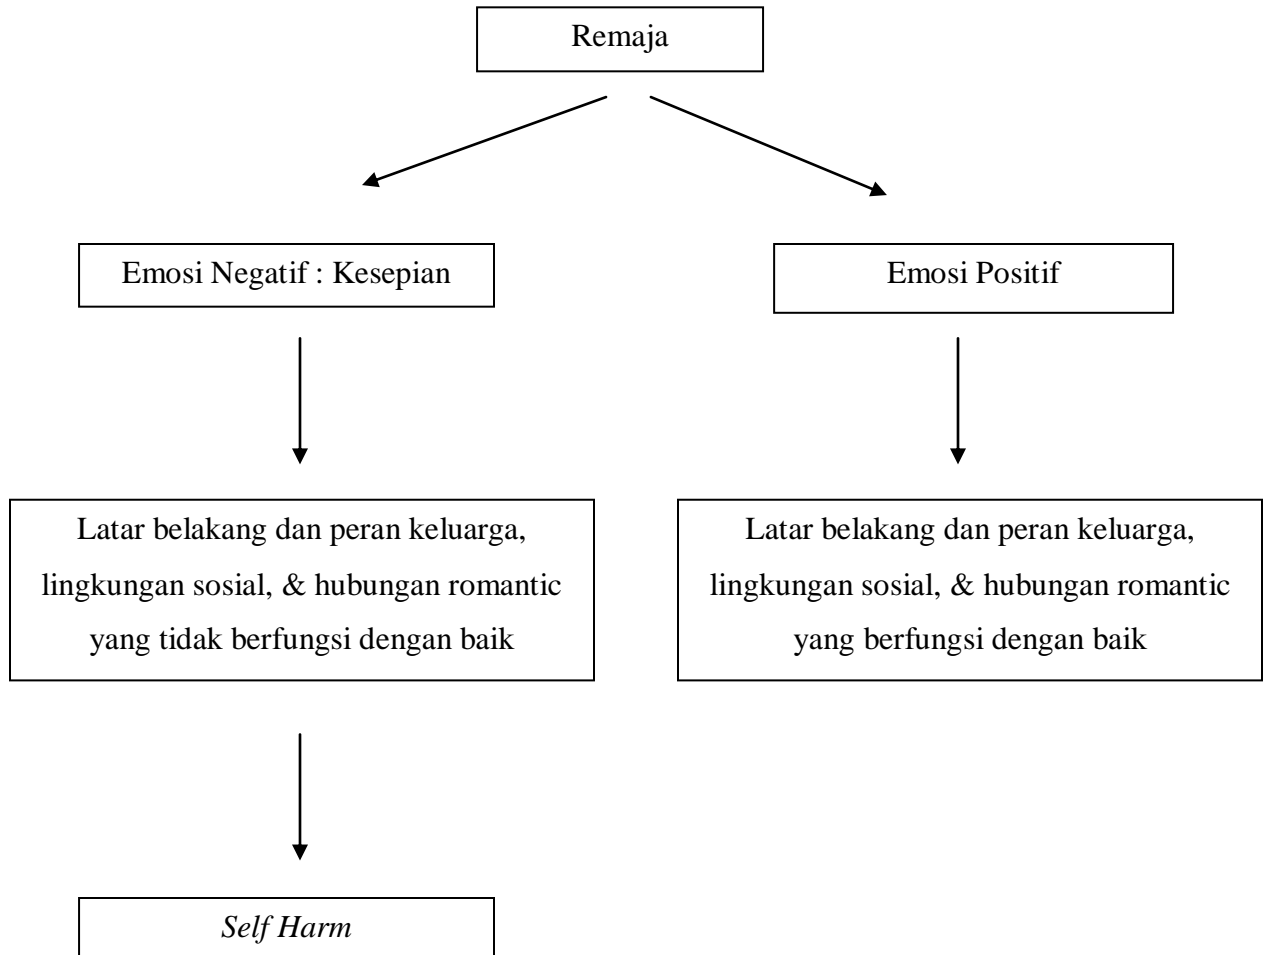 Remaja
Emosi Negatif : Kesepian
Emosi Positif
Latar belakang dan peran keluarga,
lingkungan sosial, & hubungan romantic
yang tidak berfungsi dengan baik
Latar belakang dan peran keluarga,
lingkungan sosial, & hubungan romantic
yang berfungsi dengan baik
Self Harm